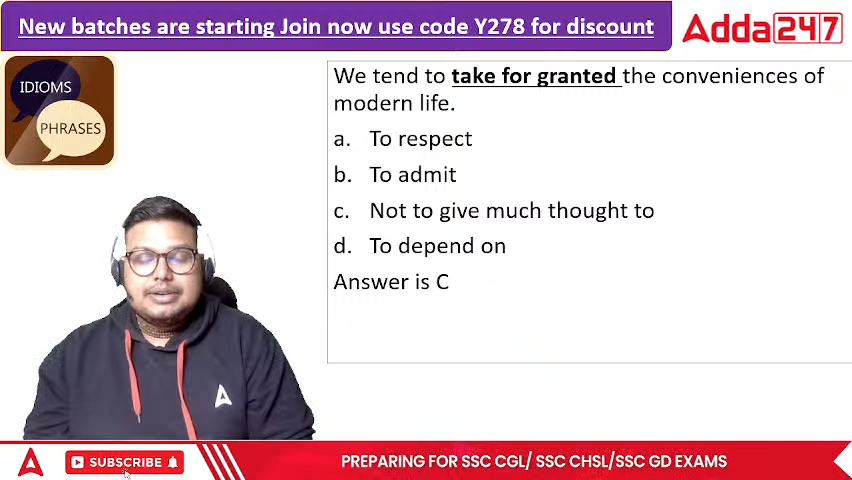 New batches are starting Join now use code Y278 for discount
Adda247
IDIOMS
PHRASES
We tend to take for granted the conveniences of
modern life.
a. To respect
b. To admit
c. Not to give much thought to
d. To depend on
Answer is C
SUBSCRIBE
PREPARING FOR SSC CGL/ SSC CHSL/SSC GD EXAMS